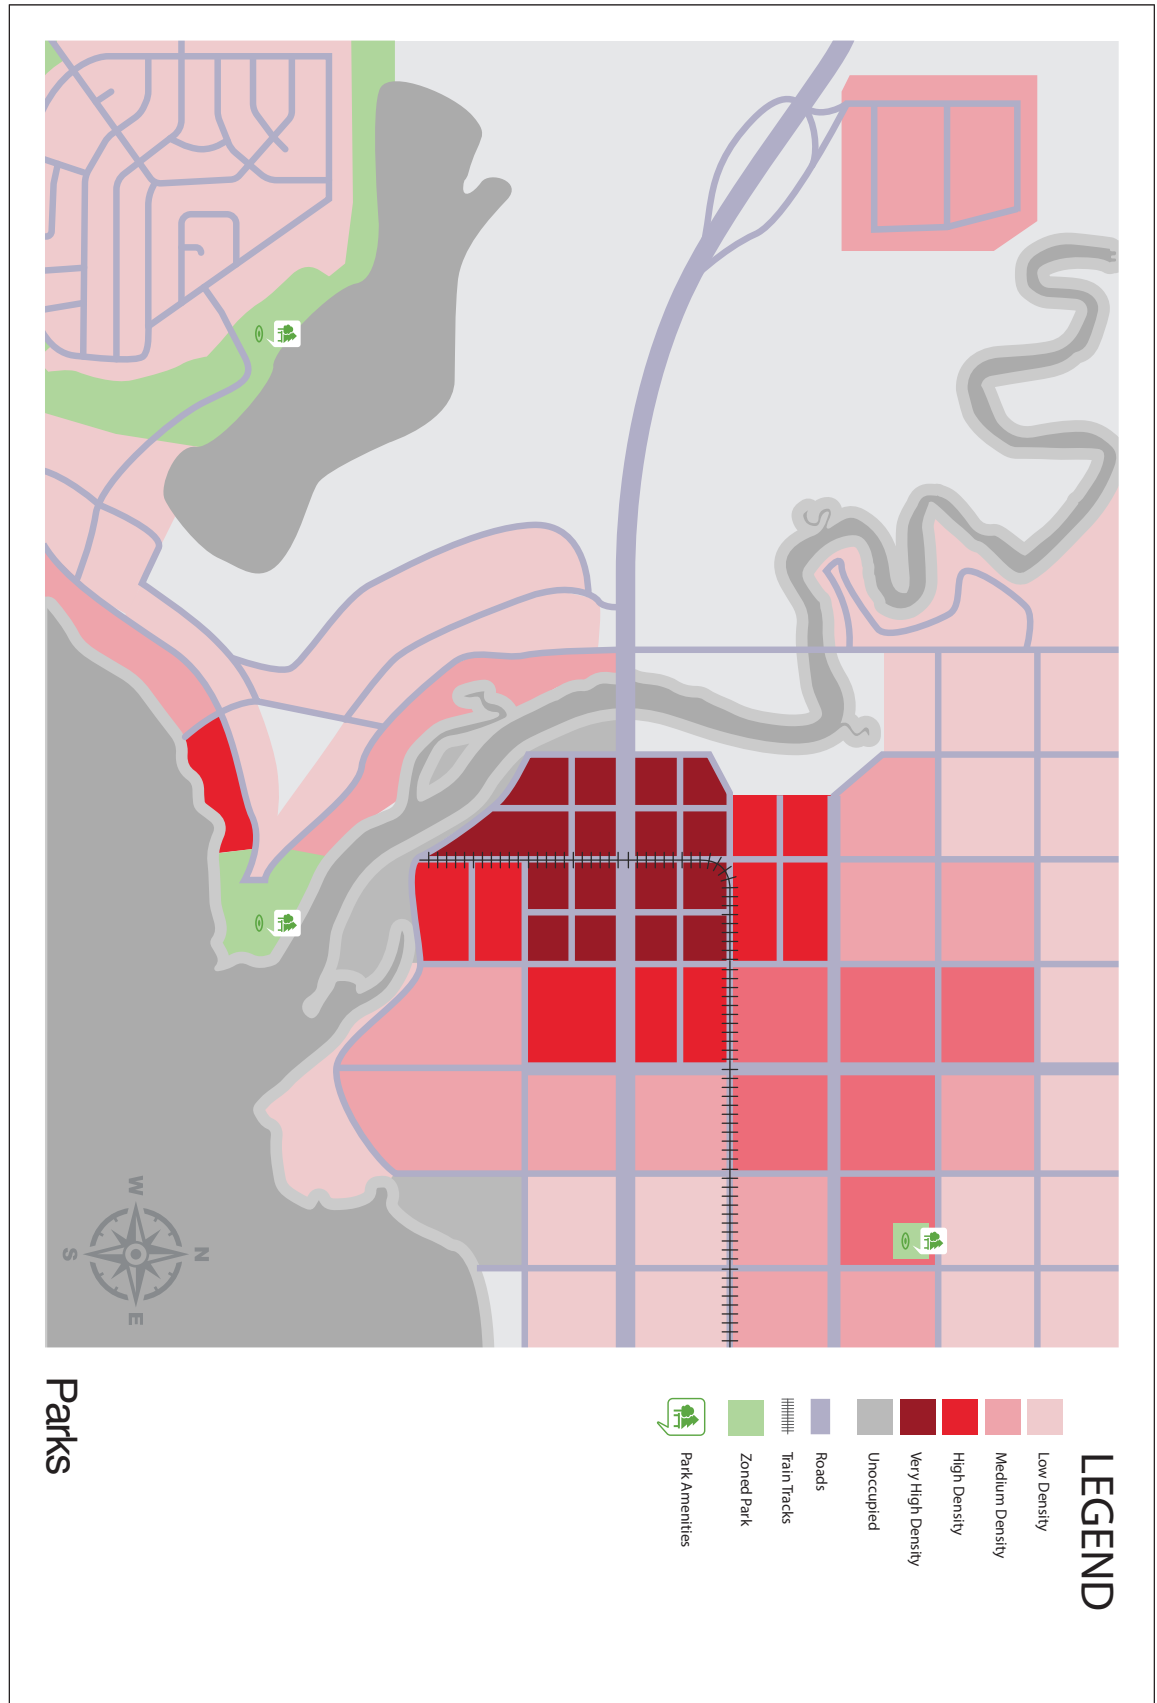 N
W
E
S
LEGEND
Low Density
Medium Density
High Density
Very High Density
Unoccupied
Roads
Train Tracks
Zoned Park
Park Amenities
Parks